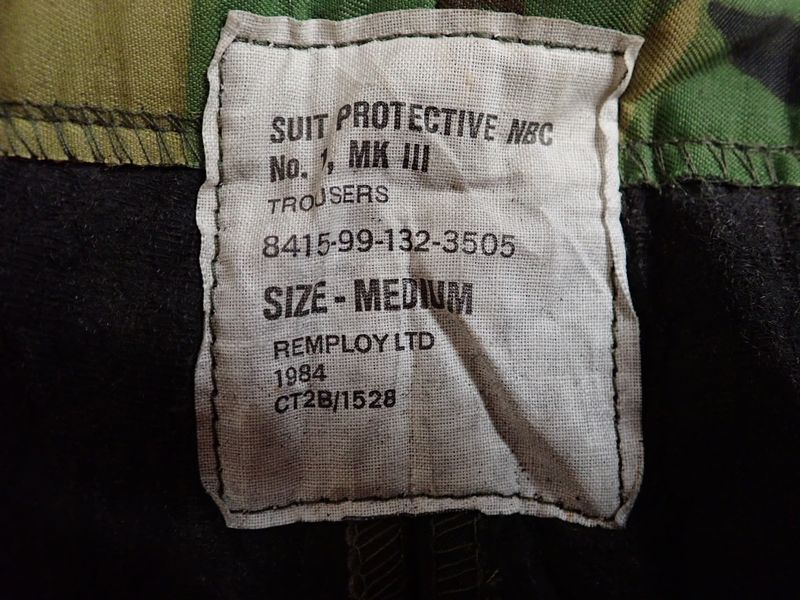 SUIT PROTECTIVE NBC
No. 1, MK III
TROUSERS
8415-99-132-3505
SIZE - MEDIUM
REMPLOY LTD
1984
CT2B/1528